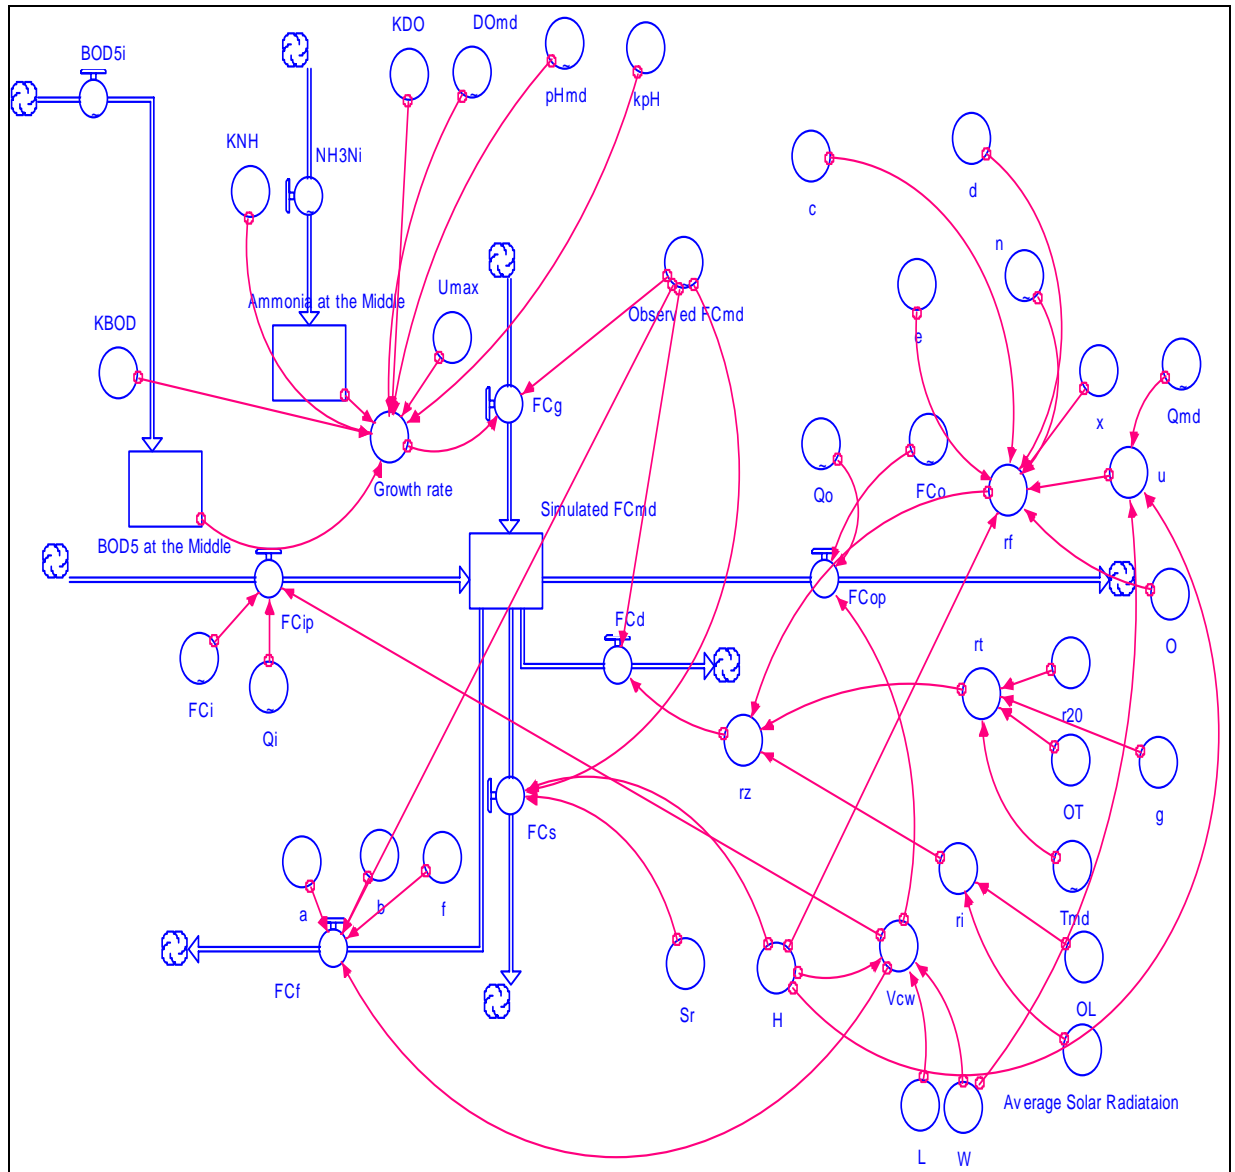 KDO
DOmd
BOD5i
pHmd
kpH
KNH
NH3Ni
c
d
n
Ammonia at the Middle
Umax
Observed FCmd
KBOD
e
FCg
x
Qmd
Growth rate
Qo
FCo
u
Simulated FCmd
BOD5 at the Middle
rf
FCop
FCip
FCd
O
rt
FCi
Qi
r20
rz
OT
g
FCs
a
b
f
ri
Tmd
FCf
Sr
H
Vcw
OL
Average Solar Radiataion
L
W